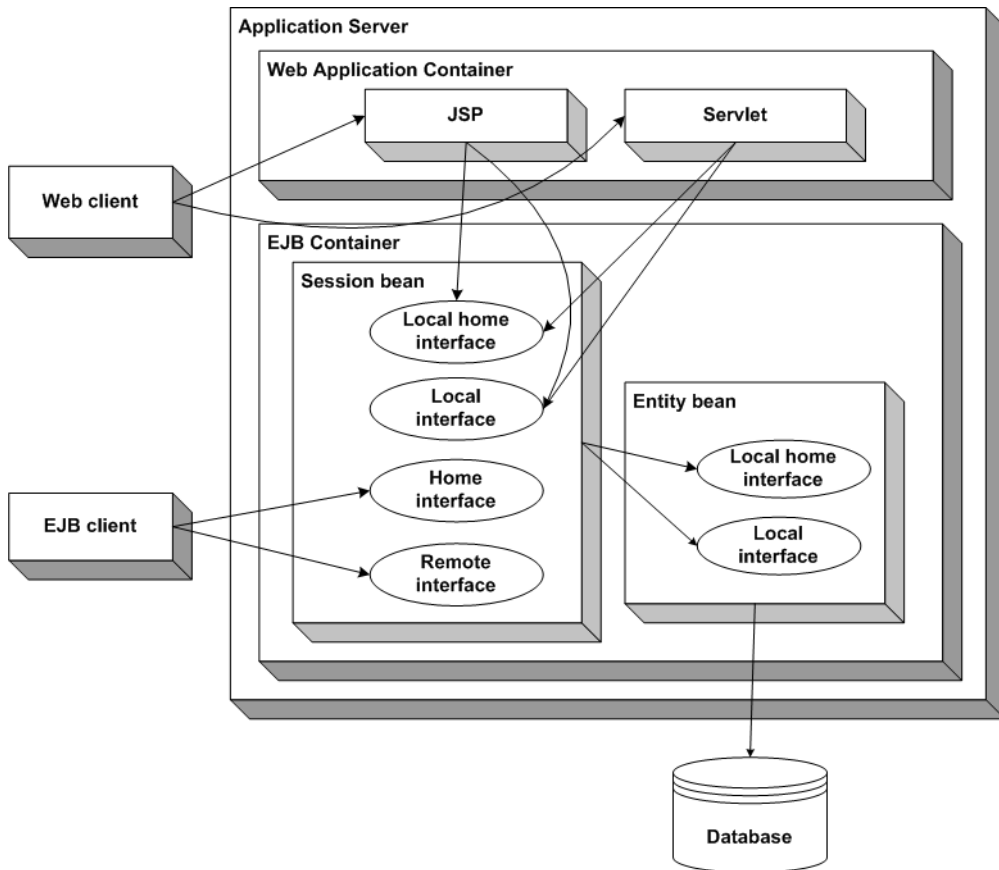 Application Server
Web Application Container
JSP
Servlet
Web client
EJB Container
Session bean
Local home
interface
Local
interface
Entity bean
Local home
interface
Home
interface
EJB client
Local
interface
Remote
interface
Database